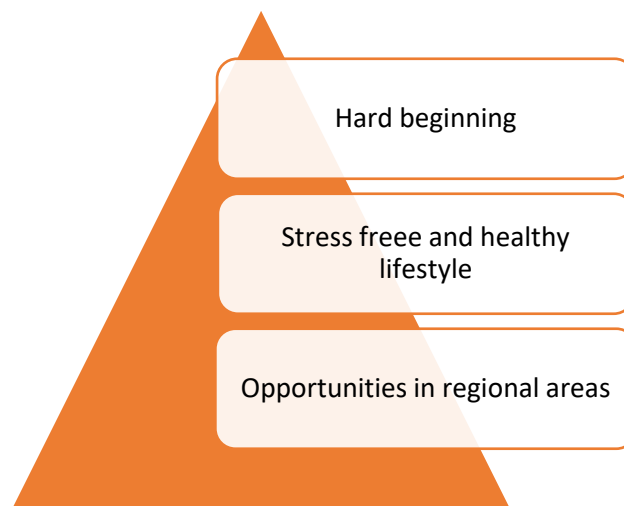 Hard beginning
Stress freee and healthy
lifestyle
Opportunities in regional areas